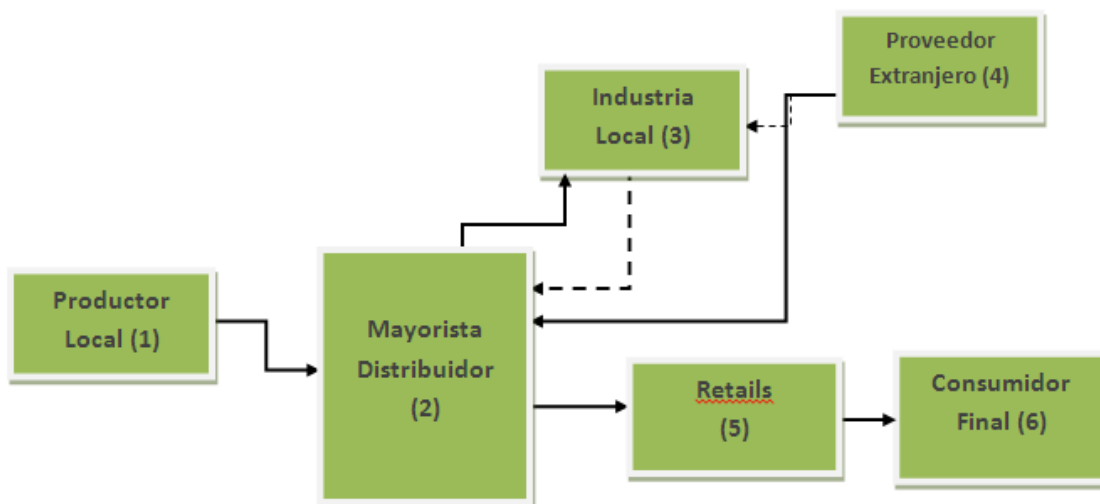 Proveedor
Extranjero (4)
Industria
Local (3)
Productor
Local (1)
Mayorista
Distribuidor
(2)
Retails
(5)
Consumidor
Final (6)